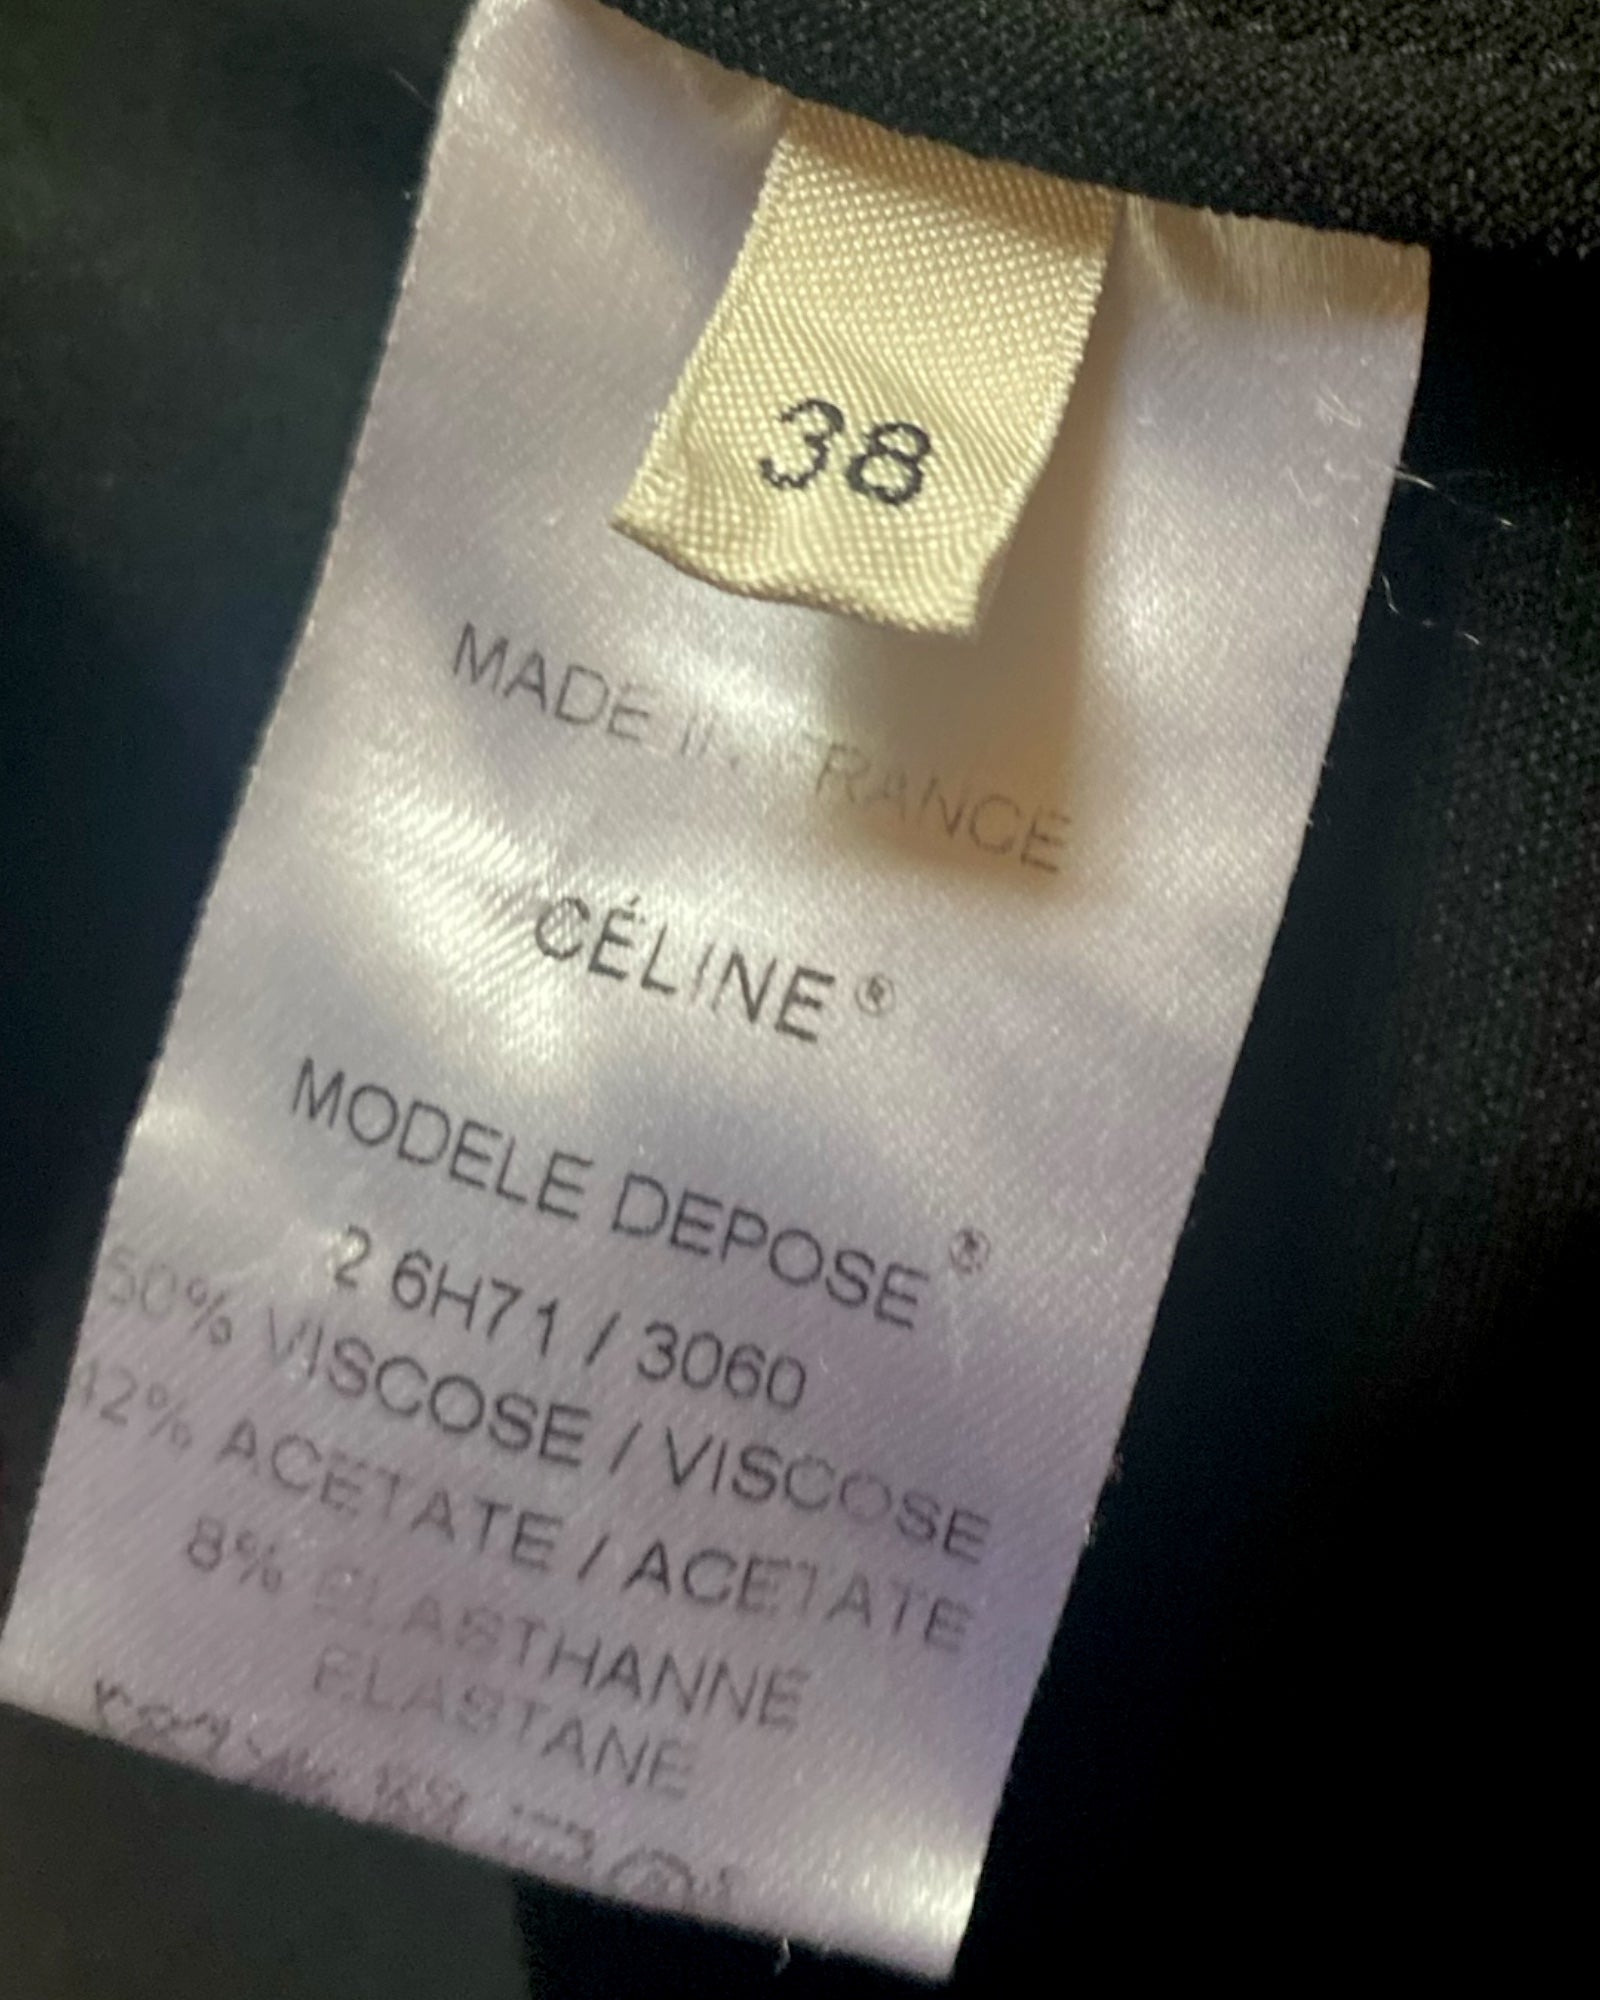 38
MADE IN FRANCE
CÉLINE®
MODELE DEPOSE®
2 6H71 / 3060
50% VISCOSE / VISCOSE
42% ACETATE / ACETATE
8% ELASTHANNE
ELASTANE